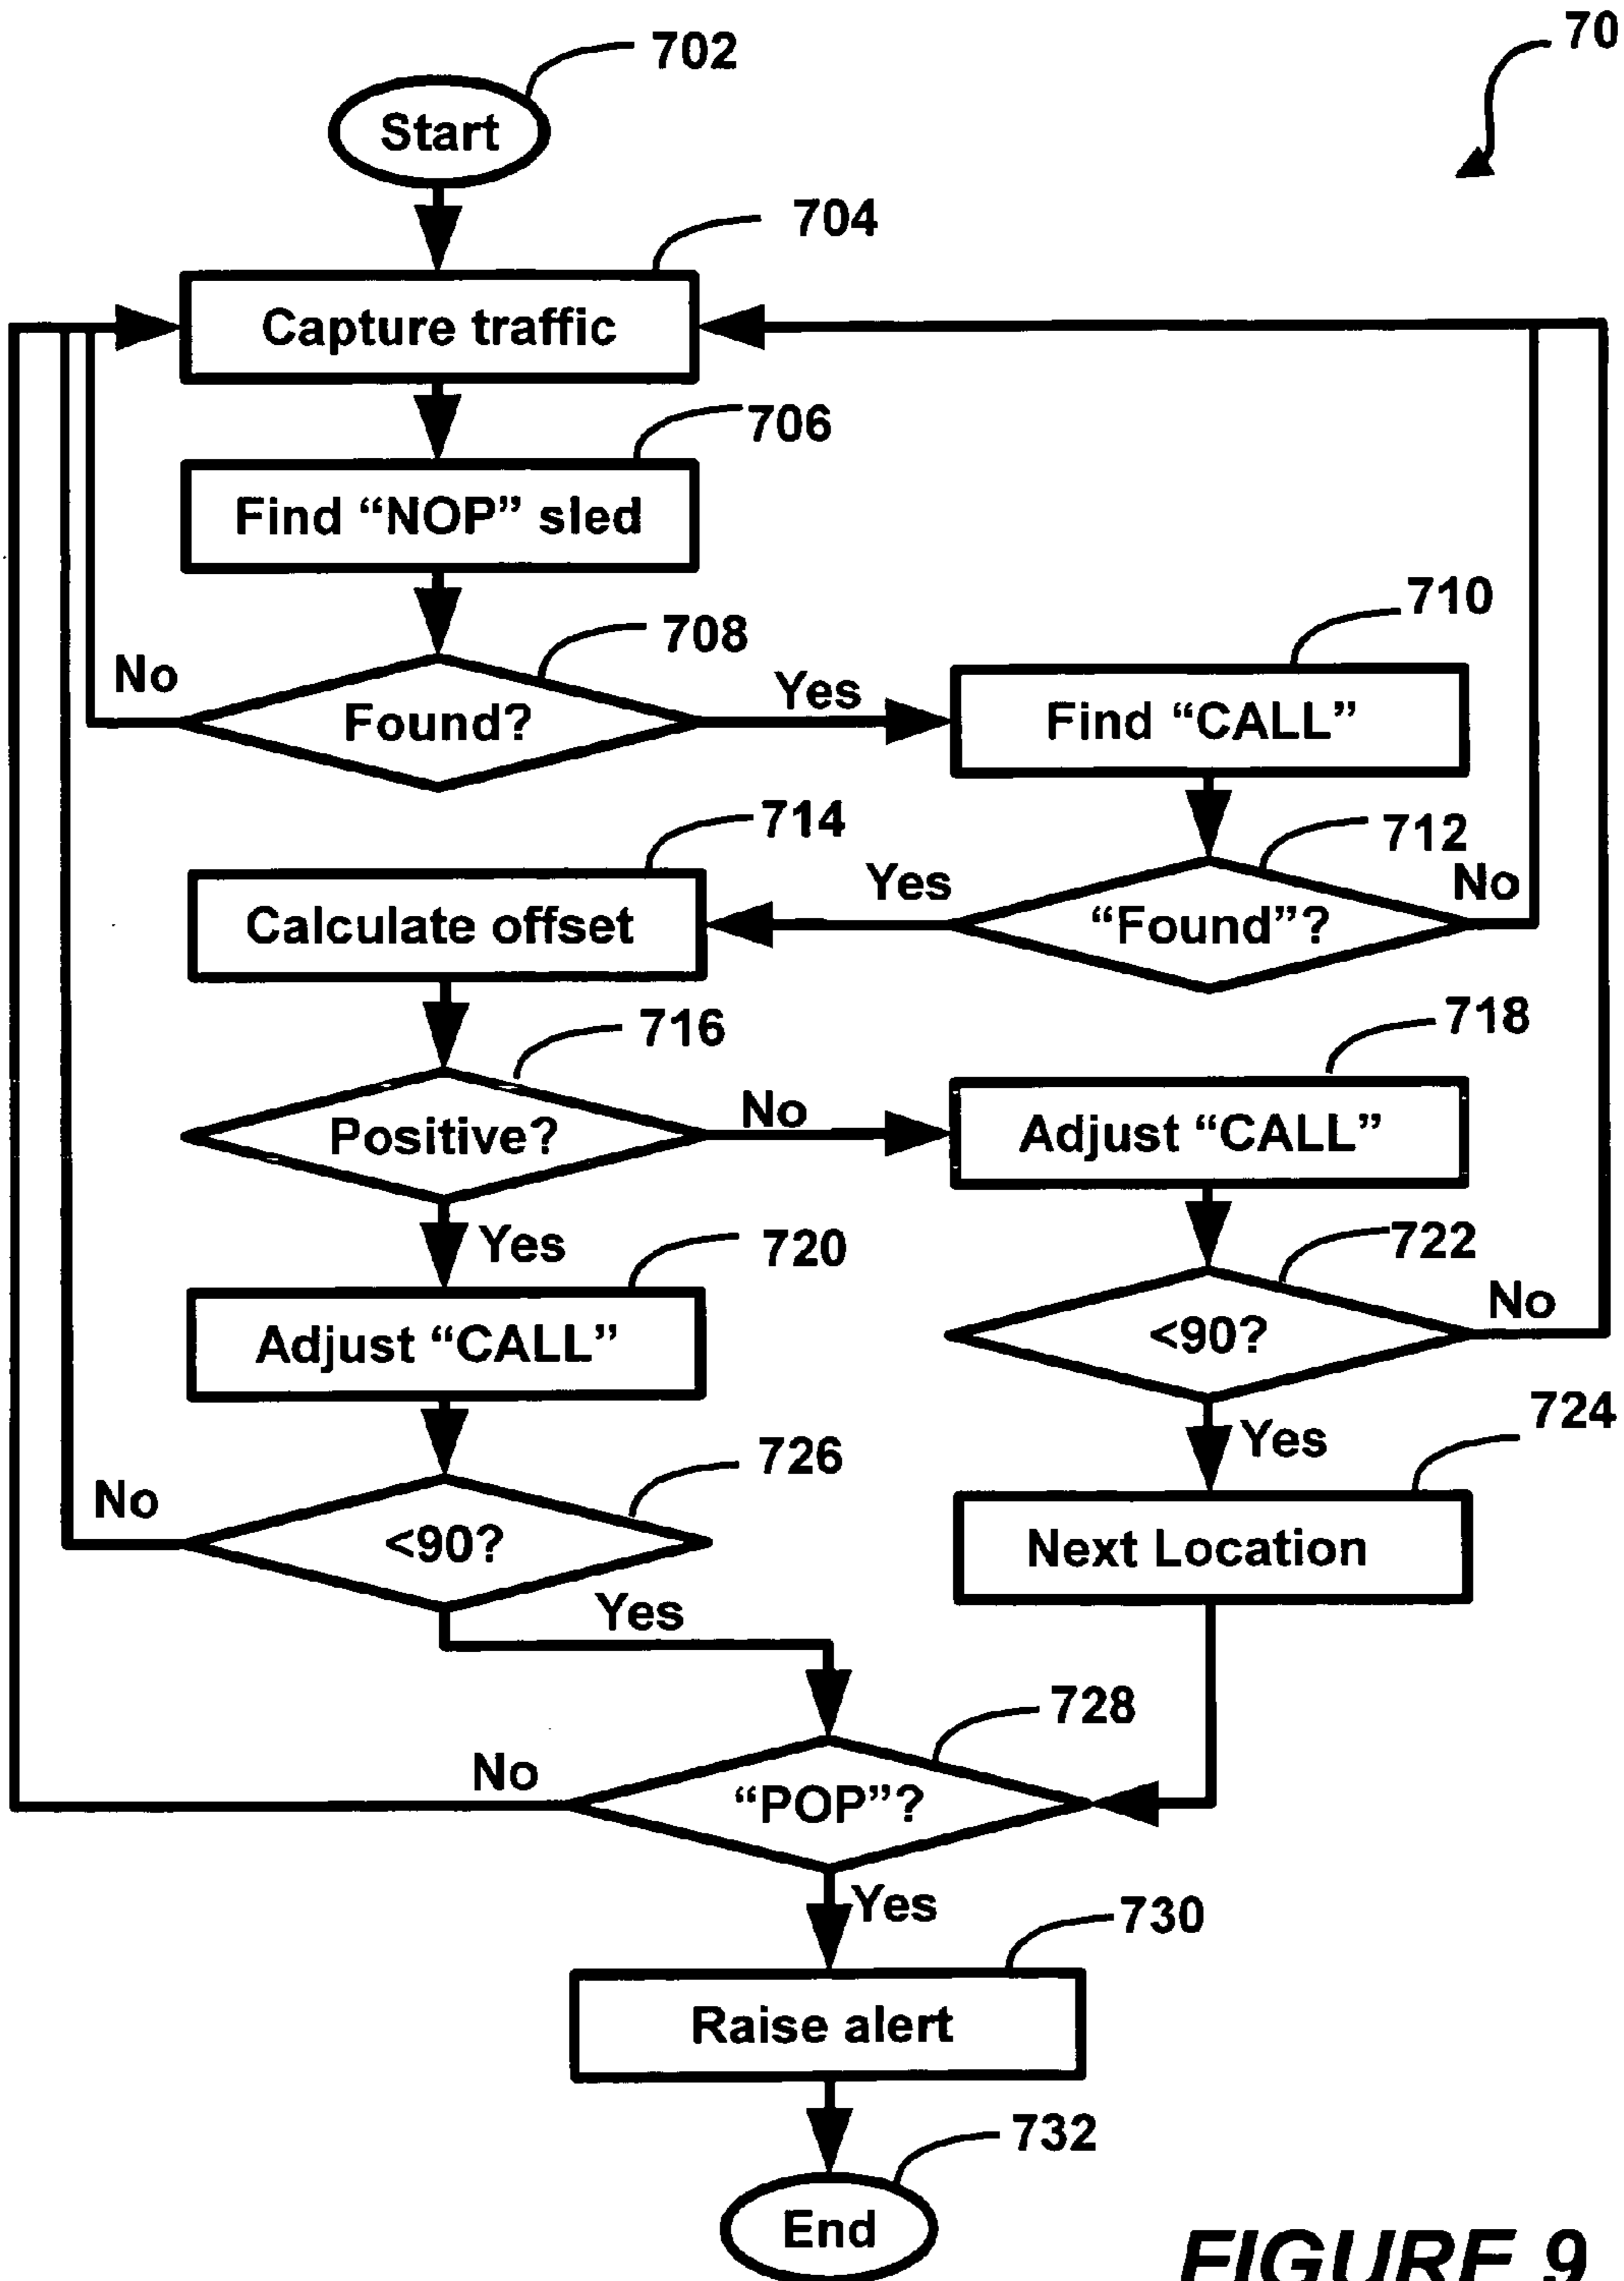 702
70
Start
704
Capture traffic
706
Find “NOP” sled
708
710
No
Yes
Found?
Find “CALL”
714
712
Yes
No
Calculate offset
“Found”?
716
718
Positive?
No
Adjust “CALL”
Yes
720
722
No
Adjust “CALL”
<90?
726
724
Yes
No
<90?
Next Location
Yes
728
No
“POP”?
Yes
730
Raise alert
732
End
FIGURE 9